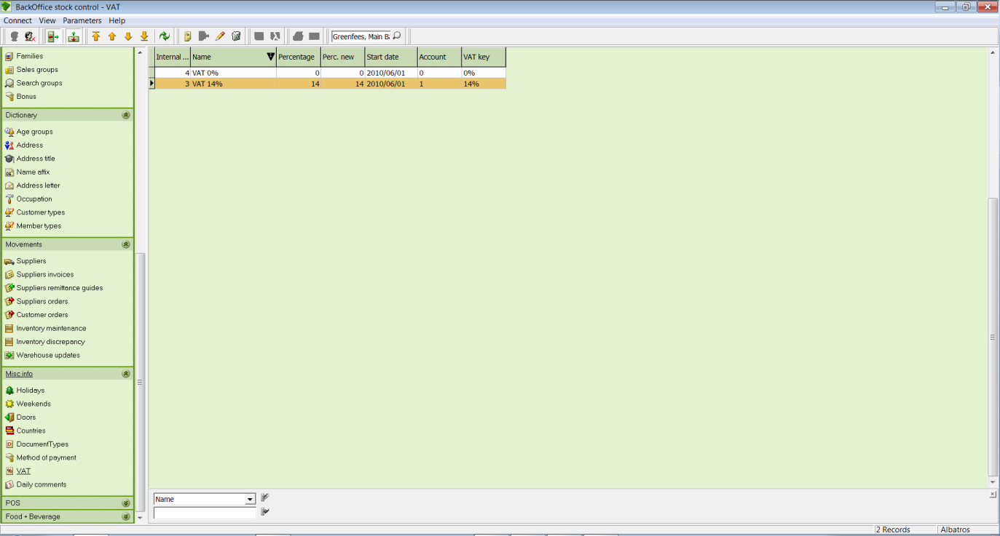 BackOffice stock control - VAT
Connect View Parameters Help
Greenfees, Main B
Families
Sales groups
Search groups
Bonus
Dictionary
Age groups
Address
Address title
Name affix
Address letter
Occupation
Customer types
Member types
Movements
Suppliers
Suppliers invoices
Suppliers remittance guides
Suppliers orders
Customer orders
Inventory maintenance
Inventory discrepancy
Warehouse updates
Misc info
Holidays
Weekends
Doors
Countries
DocumentTypes
Method of payment
VAT
Daily comments
POS
Food + Beverage
Internal ... Name Percentage Perc. new Start date Account VAT key
4 VAT 0% 0 0 2010/06/01 0 0%
3 VAT 14% 14 14 2010/06/01 1 14%
Name
2 Records Albatros